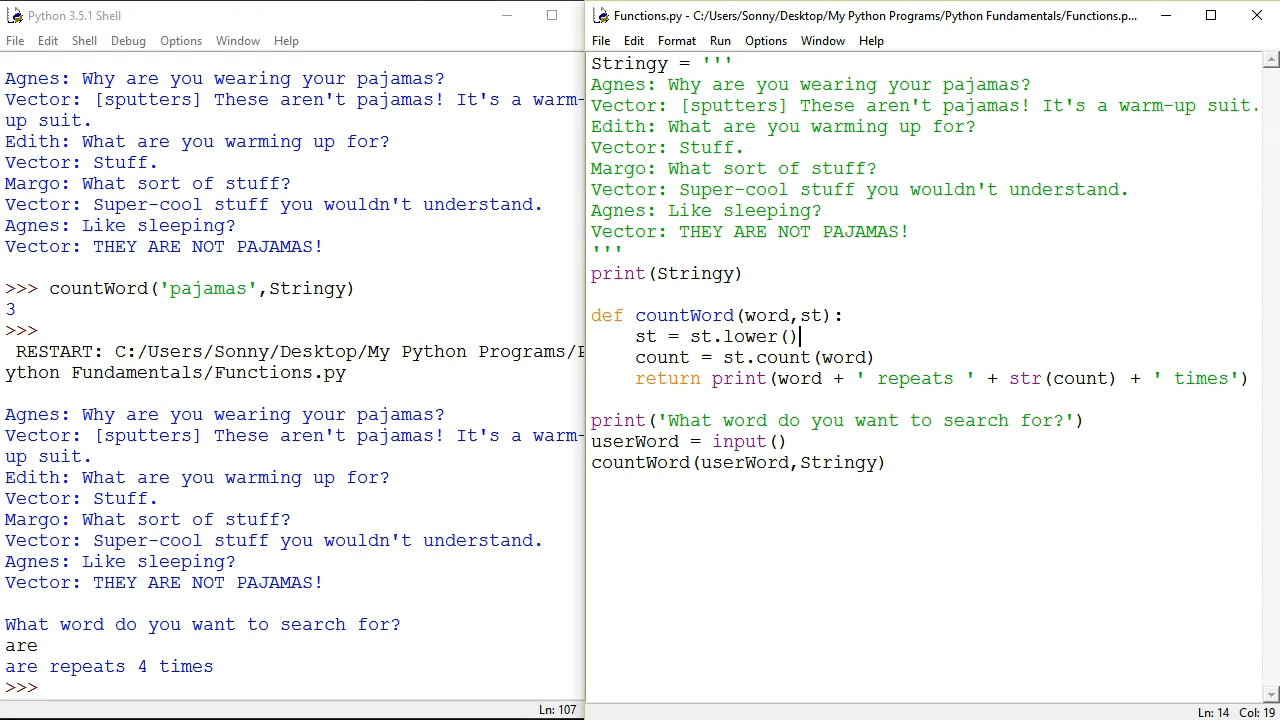 Python 3.5.1 Shell
File Edit Shell Debug Options Window Help
Agnes: Why are you wearing your pajamas?
Vector: [sputters] These aren't pajamas! It's a warm-
up suit.
Edith: What are you warming up for?
Vector: Stuff.
Margo: What sort of stuff?
Vector: Super-cool stuff you wouldn't understand.
Agnes: Like sleeping?
Vector: THEY ARE NOT PAJAMAS!
>>> countWord('pajamas',Stringy)
3
>>>
RESTART: C:/Users/Sonny/Desktop/My Python Programs/P
ython Fundamentals/Functions.py
Agnes: Why are you wearing your pajamas?
Vector: [sputters] These aren't pajamas! It's a warm-
up suit.
Edith: What are you warming up for?
Vector: Stuff.
Margo: What sort of stuff?
Vector: Super-cool stuff you wouldn't understand.
Agnes: Like sleeping?
Vector: THEY ARE NOT PAJAMAS!
What word do you want to search for?
are
are repeats 4 times
>>>
Ln: 107
Functions.py - C:/Users/Sonny/Desktop/My Python Programs/Python Fundamentals/Functions.p...
File Edit Format Run Options Window Help
Stringy = '''
Agnes: Why are you wearing your pajamas?
Vector: [sputters] These aren't pajamas! It's a warm-up suit.
Edith: What are you warming up for?
Vector: Stuff.
Margo: What sort of stuff?
Vector: Super-cool stuff you wouldn't understand.
Agnes: Like sleeping?
Vector: THEY ARE NOT PAJAMAS!
'''
print(Stringy)
def countWord(word,st):
st = st.lower()
count = st.count(word)
return print(word + ' repeats ' + str(count) + ' times')
print('What word do you want to search for?')
userWord = input()
countWord(userWord,Stringy)
Ln: 14 Col: 19